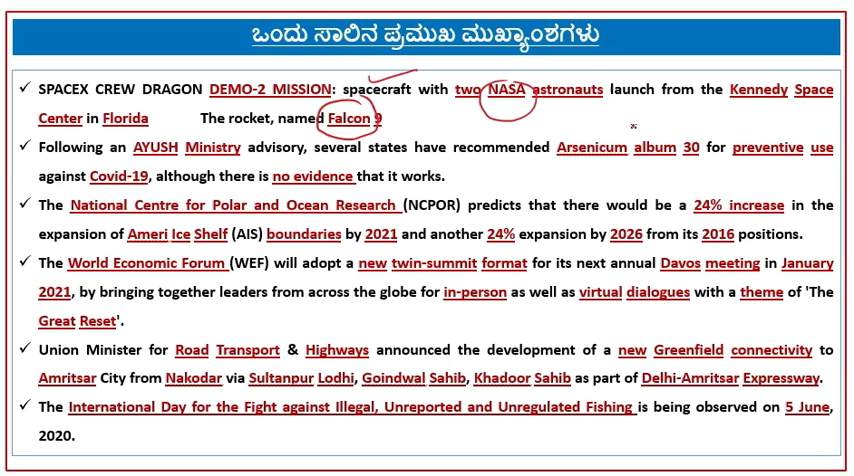 ಒಂದು ಸಾಲಿನ ಪ್ರಮುಖ ಮುಖ್ಯಾಂಶಗಳು
✓ SPACEX CREW DRAGON DEMO-2 MISSION: spacecraft with two NASA astronauts launch from the Kennedy Space
Center in Florida The rocket, named Falcon 9
✓ Following an AYUSH Ministry advisory, several states have recommended Arsenicum album 30 for preventive use
against Covid-19, although there is no evidence that it works.
✓ The National Centre for Polar and Ocean Research (NCPOR) predicts that there would be a 24% increase in the
expansion of Ameri Ice Shelf (AIS) boundaries by 2021 and another 24% expansion by 2026 from its 2016 positions.
✓ The World Economic Forum (WEF) will adopt a new twin-summit format for its next annual Davos meeting in January
2021, by bringing together leaders from across the globe for in-person as well as virtual dialogues with a theme of 'The
Great Reset'.
✓ Union Minister for Road Transport & Highways announced the development of a new Greenfield connectivity to
Amritsar City from Nakodar via Sultanpur Lodhi, Goindwal Sahib, Khadoor Sahib as part of Delhi-Amritsar Expressway.
✓ The International Day for the Fight against Illegal, Unreported and Unregulated Fishing is being observed on 5 June,
2020.